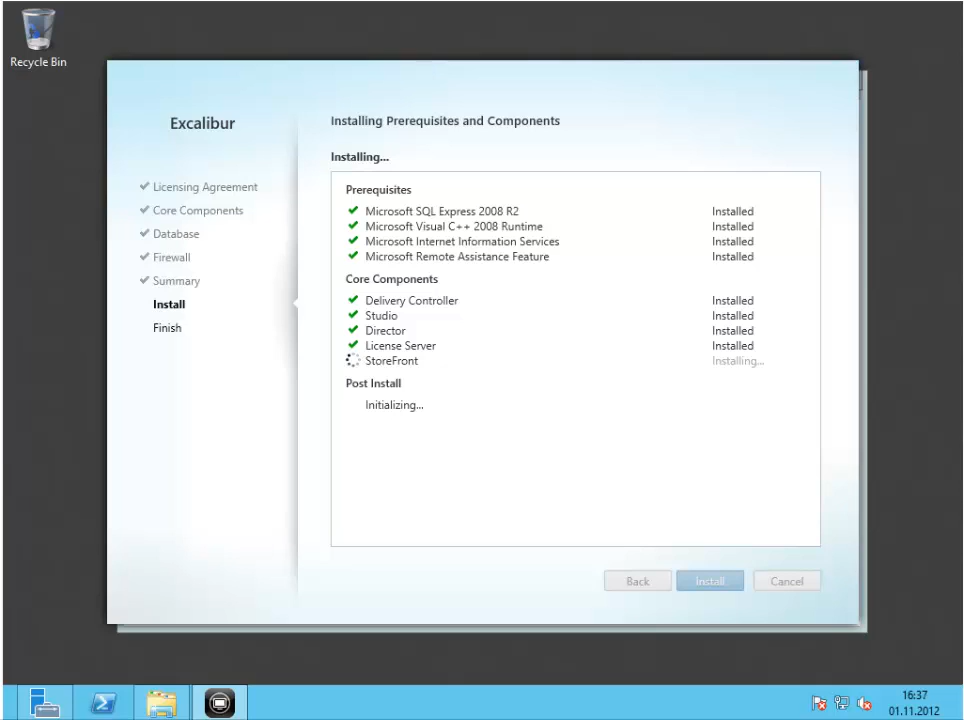 Recycle Bin
Excalibur
Licensing Agreement
Core Components
Database
Firewall
Summary
Install
Finish
Installing Prerequisites and Components
Installing...
Prerequisites
Microsoft SQL Express 2008 R2 Installed
Microsoft Visual C++ 2008 Runtime Installed
Microsoft Internet Information Services Installed
Microsoft Remote Assistance Feature Installed
Core Components
Delivery Controller Installed
Studio Installed
Director Installed
License Server Installed
StoreFront Installing...
Post Install
Initializing...
Back Install Cancel
16:37
01.11.2012